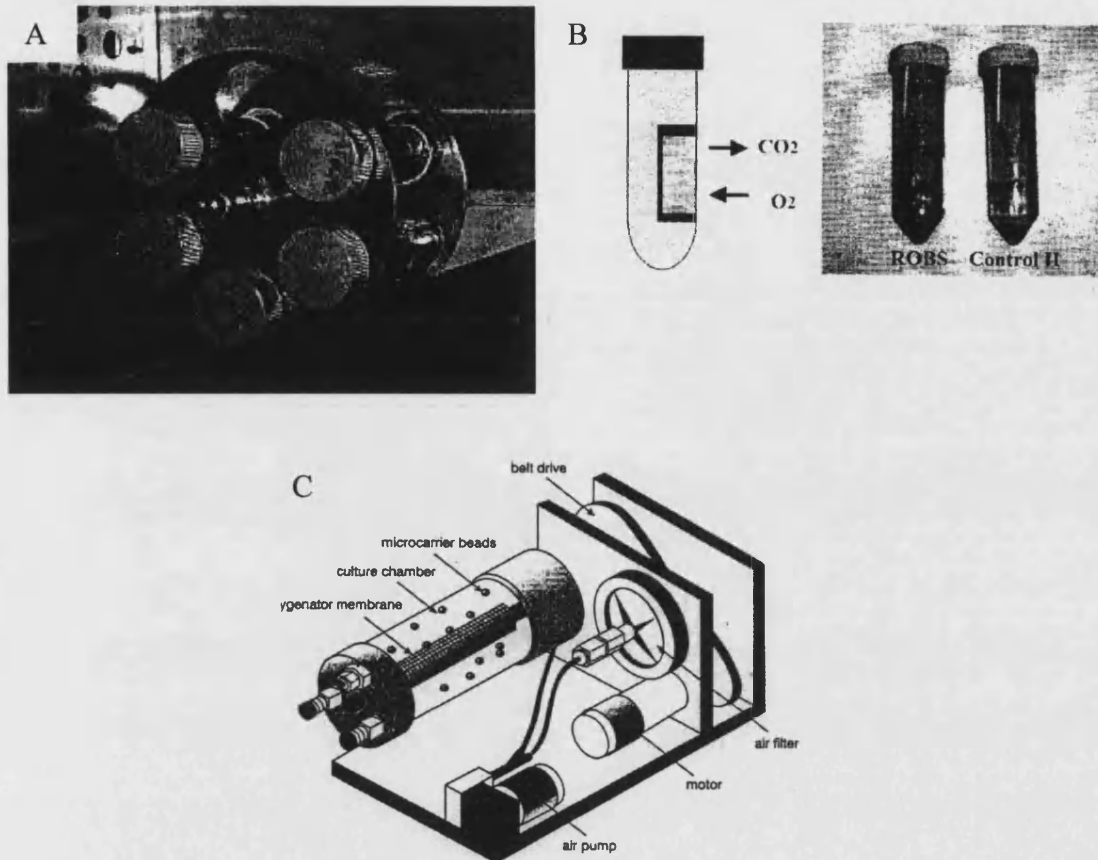 A
B
CO2
O2
ROBS Control II
C
belt drive
microcarrier beads
culture chamber
ygenator membrane
air filter
motor
air pump